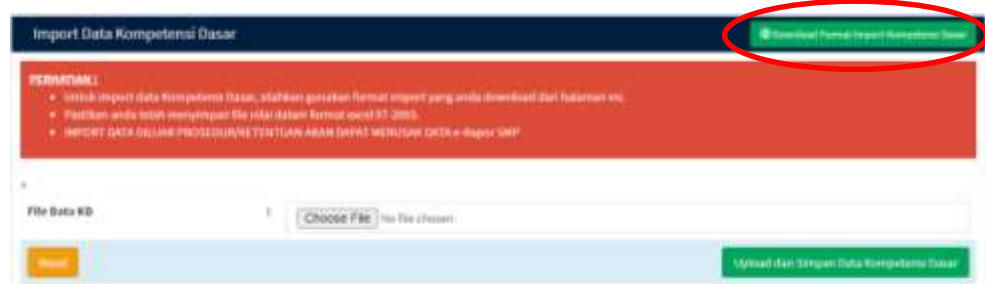 Import Data Kompetensi Dasar
Download Format Import Kompetensi Dasar
PERHATIAN :
Untuk import data Kompetensi Dasar, silahkan gunakan format import yang anda download dari halaman ini.
Pastikan anda telah menyimpan file nilai dalam format excel 97-2003.
IMPORT DATA DILUAR PROSEDUR/KETENTUAN AKAN DAPAT MERUSAK DATA e-Rapor SMP
File Data KD :
Choose File No file chosen
Reset
Upload dan Simpan Data Kompetensi Dasar